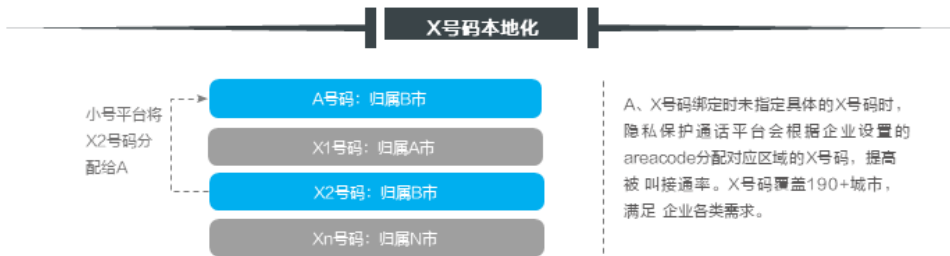 X号码本地化
小号平台将
X2号码分
配给A
A号码：归属B市
X1号码：归属A市
X2号码：归属B市
Xn号码：归属N市
A、X号码绑定时未指定具体的X号码时，
隐私保护通话平台会根据企业设置的
areacode分配对应区域的X号码，提高
被 叫接通率。X号码覆盖190+城市，
满足 企业各类需求。